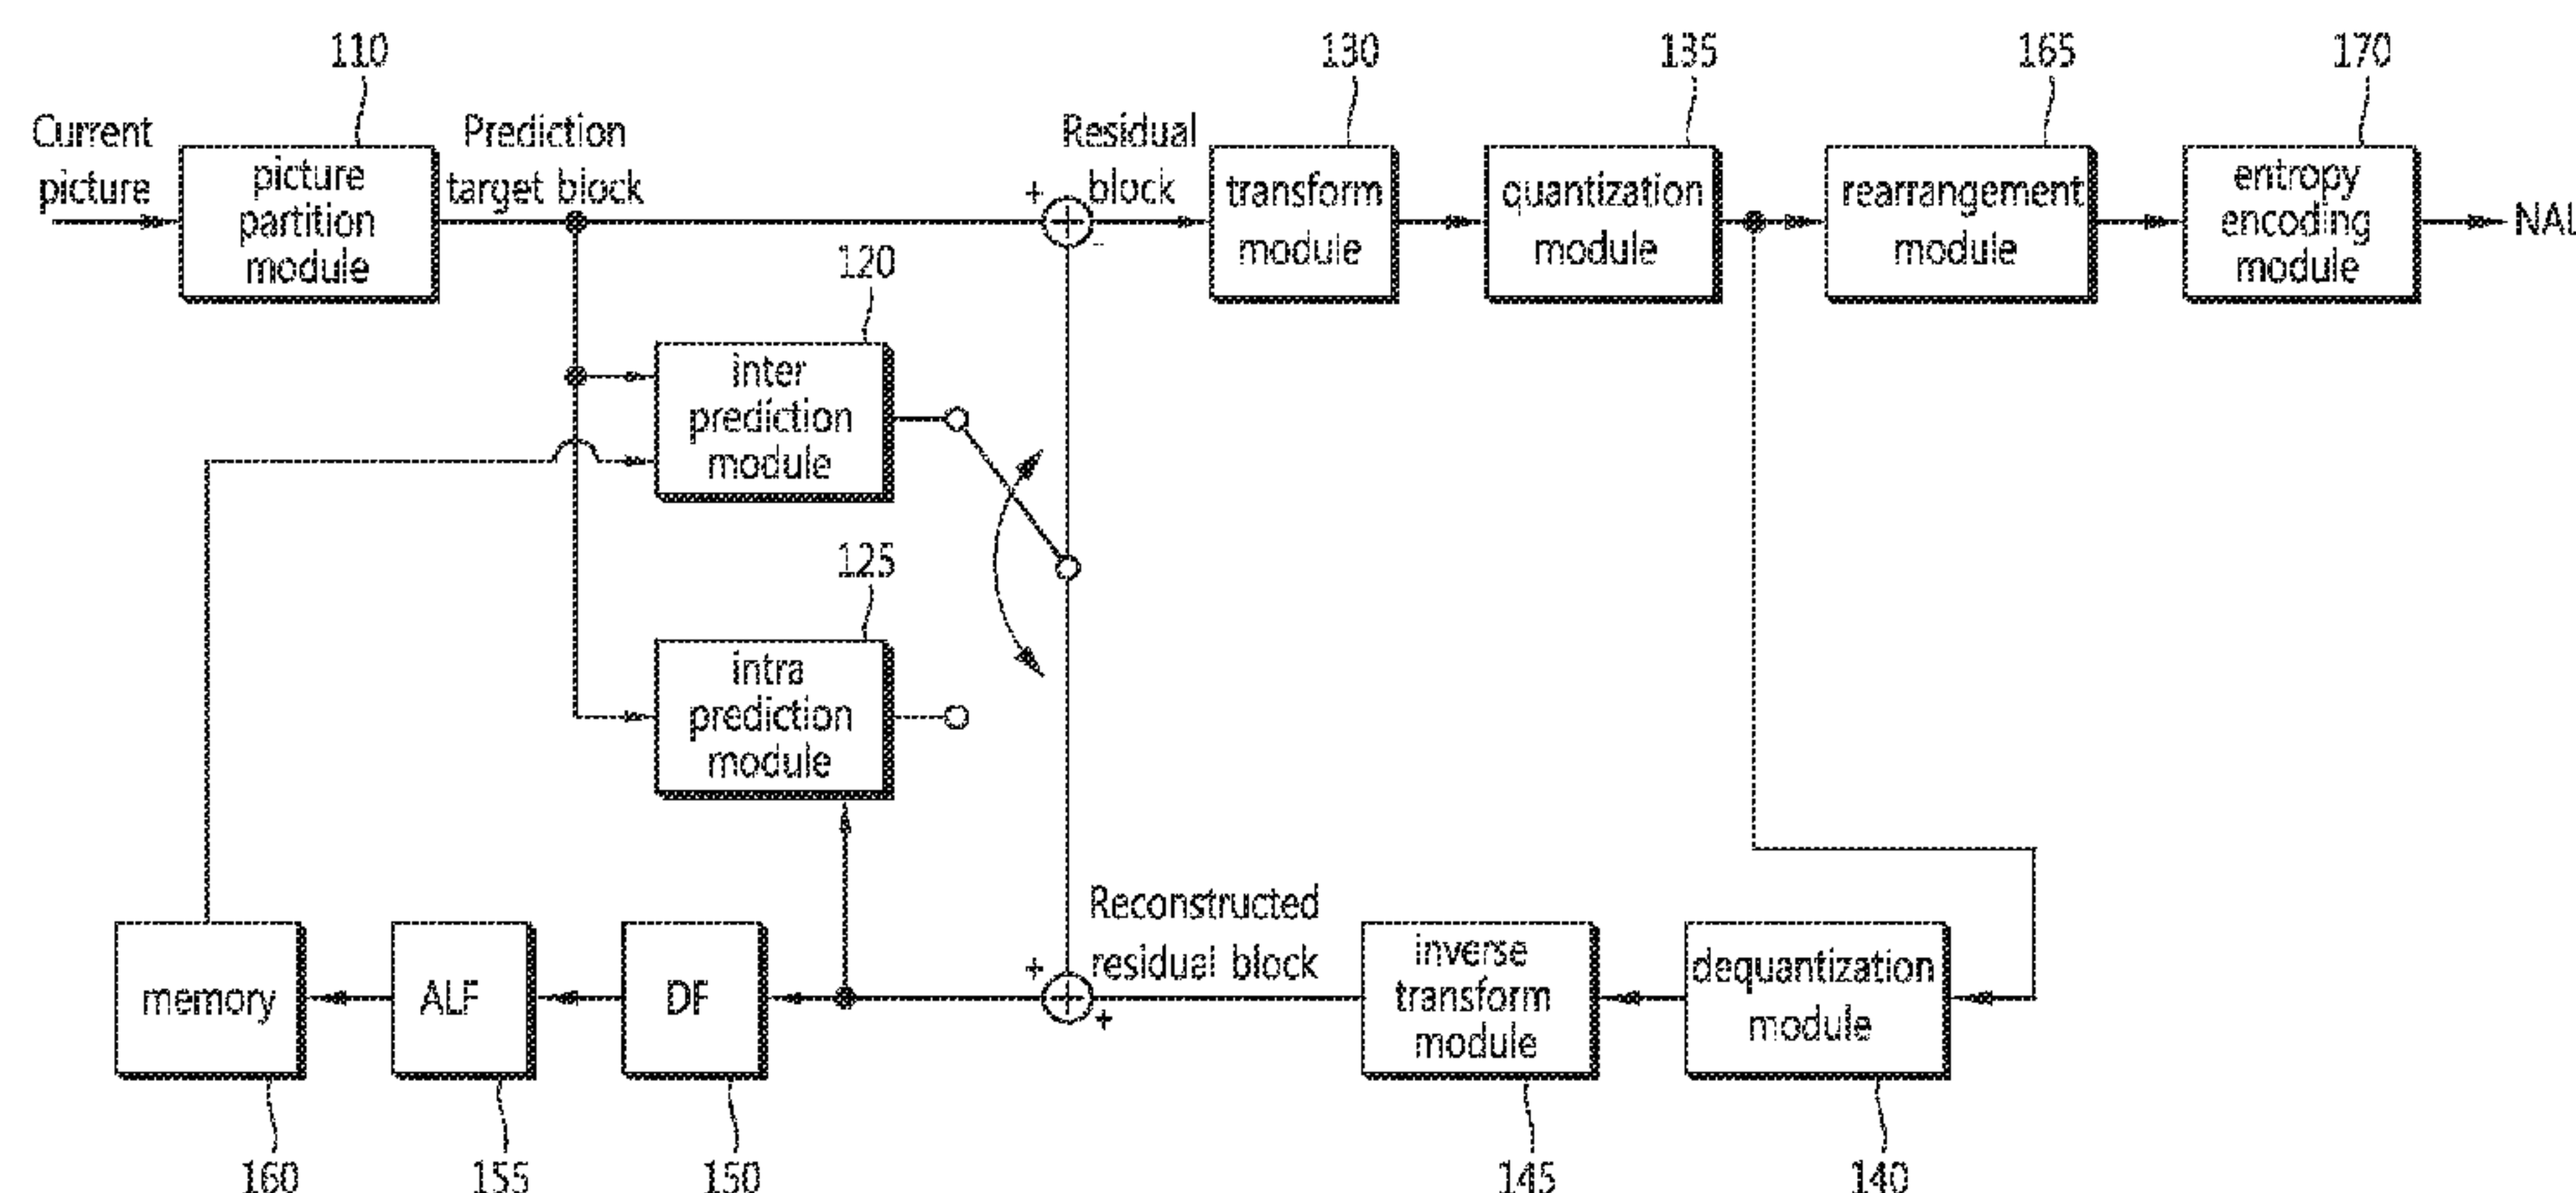 110
130
135
165
170
Current
picture
picture
partition
module
Prediction
target block
+
Residual
block
-
transform
module
quantization
module
rearrangement
module
entropy
encoding
module
NAL
120
inter
prediction
module
125
intra
prediction
module
memory
ALF
DF
+
+
Reconstructed
residual block
inverse
transform
module
dequantization
module
160
155
150
145
140